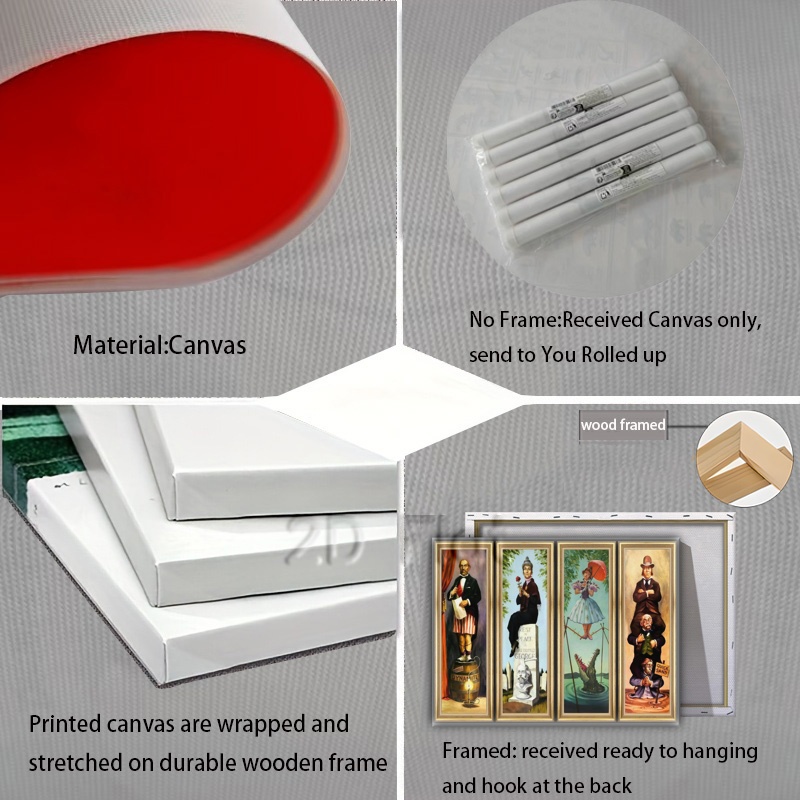 Material:Canvas
No Frame:Received Canvas only,
send to You Rolled up
wood framed
Printed canvas are wrapped and
stretched on durable wooden frame
Framed: received ready to hanging
and hook at the back